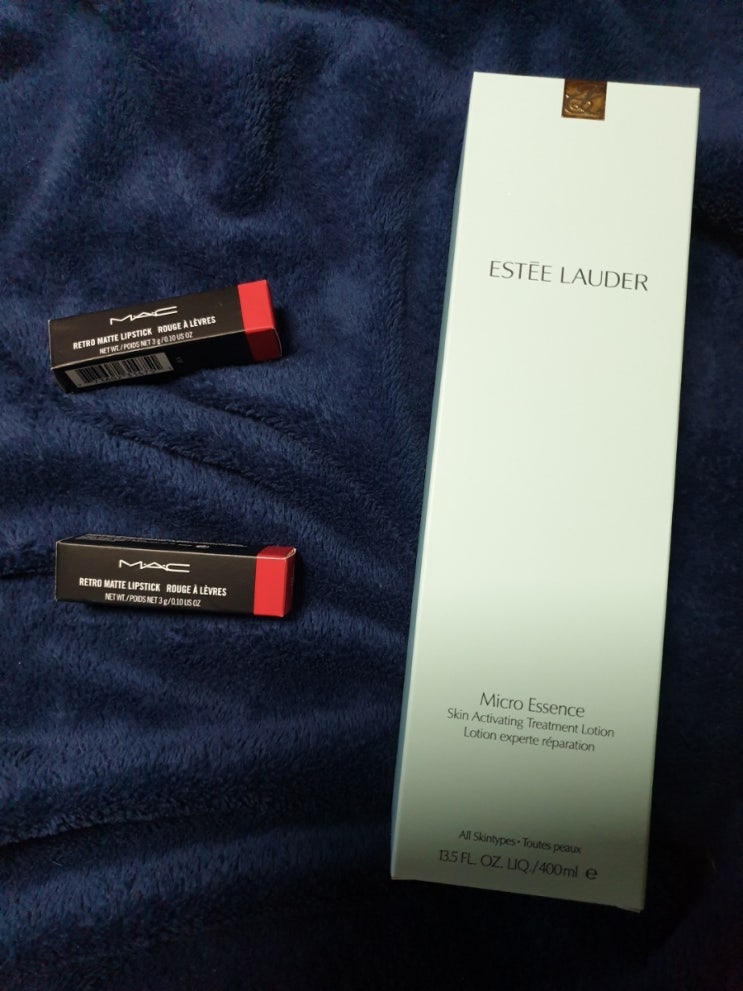 MAC
RETRO MATTE LIPSTICK ROUGE À LÈVRES
NET WT./POIDS NET 3 g/0.10 US OZ
MAC
RETRO MATTE LIPSTICK ROUGE À LÈVRES
NET WT./POIDS NET 3 g/0.10 US OZ
ESTĒE LAUDER
Micro Essence
Skin Activating Treatment Lotion
Lotion experte réparation
All Skintypes • Toutes peaux
13.5 FL. OZ. LIQ./400ml e